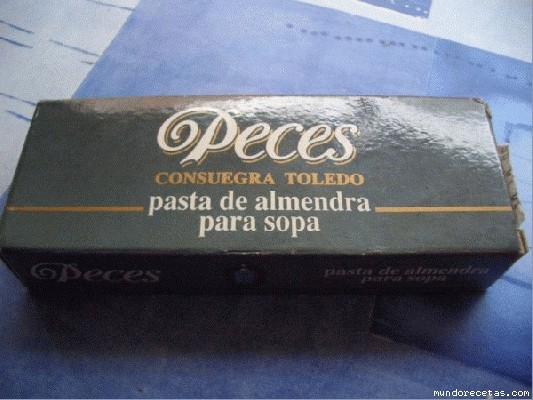 Peces
CONSUEGRA TOLEDO
pasta de almendra
para sopa
Peces
pasta de almendra
para sopa
mundorecetas.com